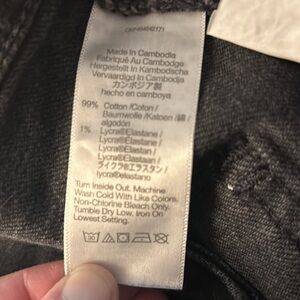 Made In Cambodia
Fabriqué Au Cambodge
Hergestellt In Kambodscha
Vervaardigd In Cambodja
カンボジア製
hecho en camboya
99% Cotton /Coton /
Baumwolle /Katoen /綿
algodón
1% Lycra®Elastane /
Lycra®Élastane /
Lycra®Elasthan /
Lycra®Elastaan /
ライクラ®エラスタン /
lycra®elastano
Turn Inside Out. Machine
Wash Cold With Like Colors.
Non-Chlorine Bleach Only.
Tumble Dry Low. Iron On
Lowest Setting.